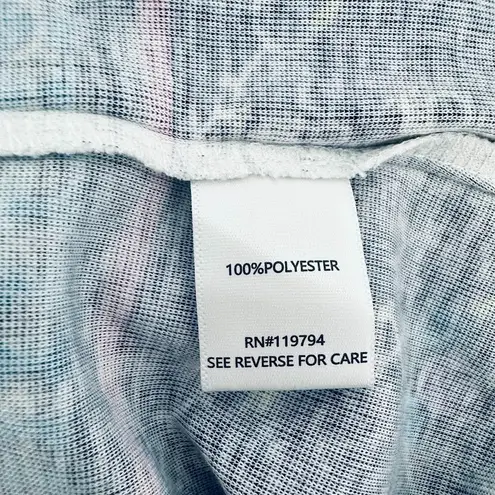 100%POLYESTER
RN#119794
SEE REVERSE FOR CARE